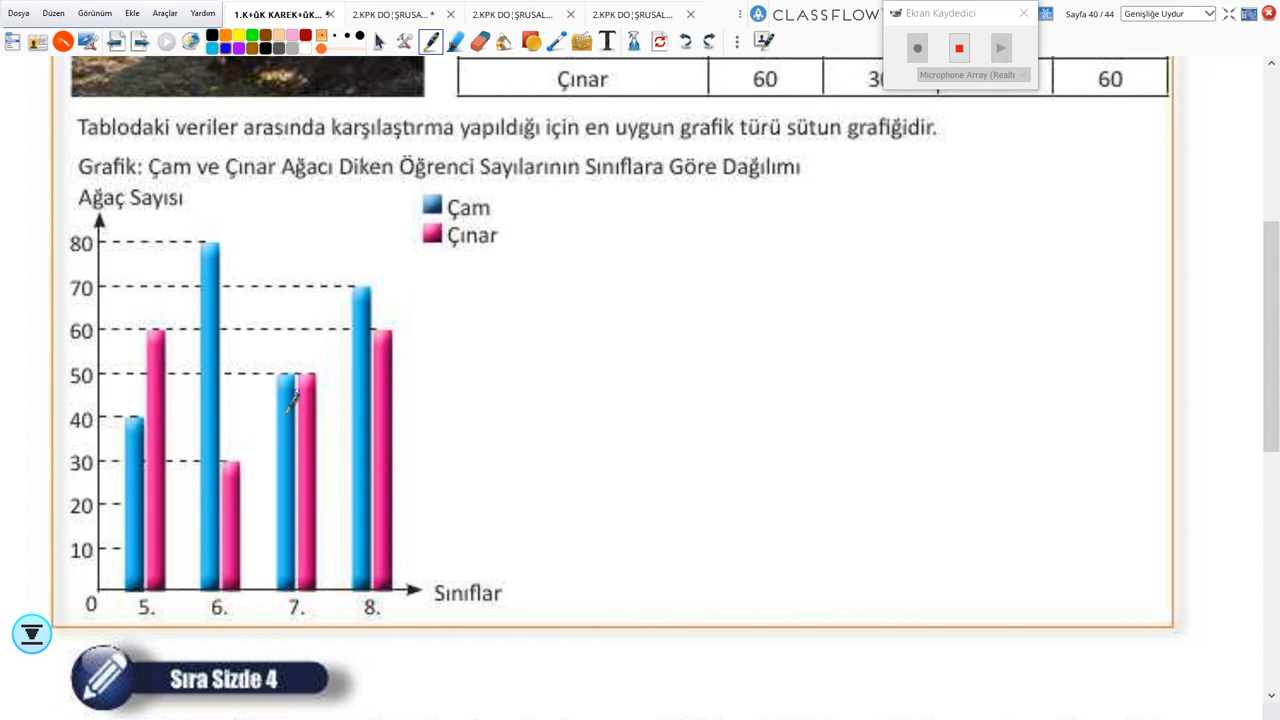 Dosya Düzen Görünüm Ekle Araçlar Yardım
1.K+ûK KAREK+ûK... *
2.KPK DO¦ŞRUSA... *
2.KPK DO¦ŞRUSAL...
2.KPK DO¦ŞRUSAL...
CLASSFLOW
Ekran Kaydedici
Microphone Array (Realt
Sayfa 40 / 44
Genişliğe Uydur
Çınar 60 60
Tablodaki veriler arasında karşılaştırma yapıldığı için en uygun grafik türü sütun grafiğidir.
Grafik: Çam ve Çınar Ağacı Diken Öğrenci Sayılarının Sınıflara Göre Dağılımı
Ağaç Sayısı
Çam
Çınar
80
70
60
50
40
30
20
10
0
5. 6. 7. 8.
Sınıflar
Sıra Sizde 4